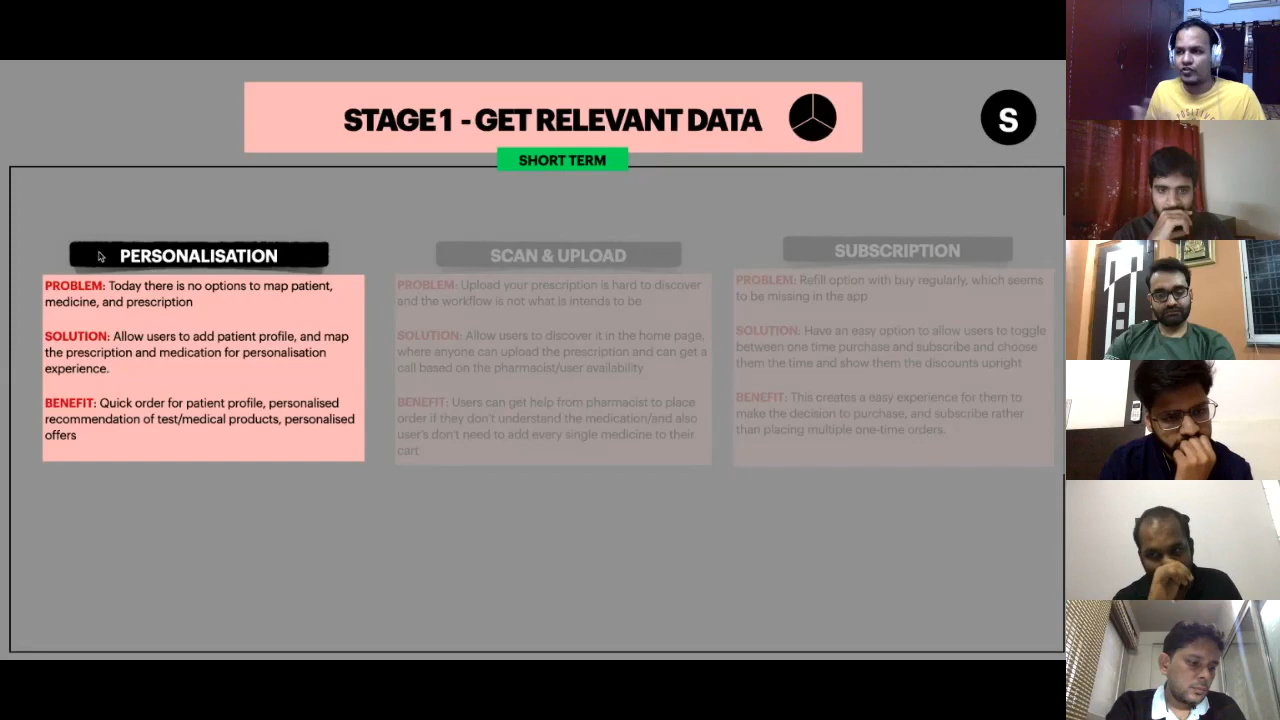 STAGE 1 - GET RELEVANT DATA
S
SHORT TERM
PERSONALISATION
PROBLEM: Today there is no options to map patient,
medicine, and prescription
SOLUTION: Allow users to add patient profile, and map
the prescription and medication for personalisation
experience.
BENEFIT: Quick order for patient profile, personalised
recommendation of test/medical products, personalised
offers
SCAN & UPLOAD
PROBLEM: Upload your prescription is hard to discover
and the workflow is not what is intends to be
SOLUTION: Allow users to discover it in the home page,
where anyone can upload the prescription and can get a
call based on the pharmacist/user availability
BENEFIT: Users can get help from pharmacist to place
order if they don't understand the medication/and also
user's don't need to add every single medicine to their
cart
SUBSCRIPTION
PROBLEM: Refill option with buy regularly, which seems
to be missing in the app
SOLUTION: Have an easy option to allow users to toggle
between one time purchase and subscribe and choose
them the time and show them the discounts upright
BENEFIT: This creates a easy experience for them to
make the decision to purchase, and subscribe rather
than placing multiple one-time orders.
POSITIVE